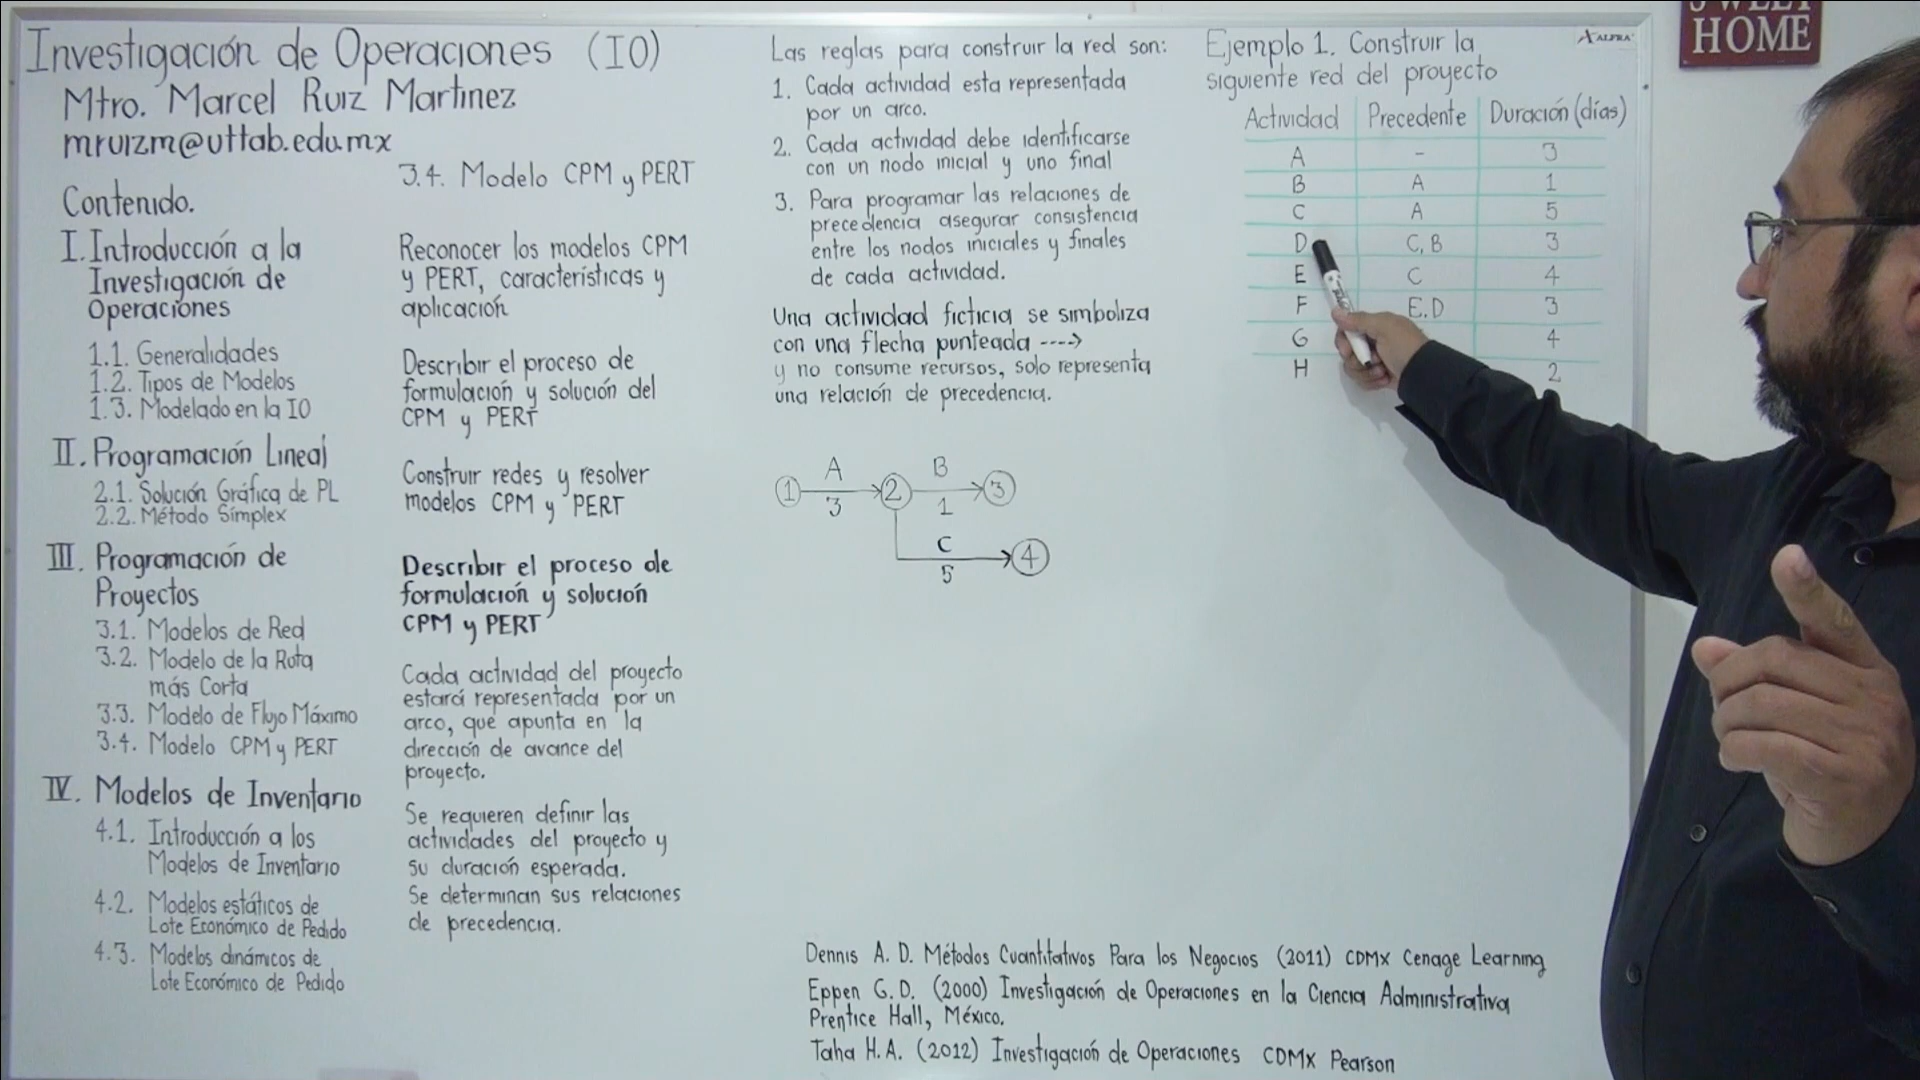 Investigación de Operaciones (IO)
Mtro. Marcel Ruiz Martinez
mruizm@uttab.edu.mx
Contenido.
I. Introducción a la
Investigación de
Operaciones
1.1. Generalidades
1.2. Tipos de Modelos
1.3. Modelado en la IO
II. Programación Lineal
2.1. Solución Gráfica de PL
2.2. Método Simplex
III. Programación de
Proyectos
3.1. Modelos de Red
3.2. Modelo de la Ruta
más Corta
3.3. Modelo de Flujo Máximo
3.4. Modelo CPM y PERT
IV. Modelos de Inventario
4.1. Introducción a los
Modelos de Inventario
4.2. Modelos estáticos de
Lote Económico de Pedido
4.3. Modelos dinámicos de
Lote Económico de Pedido
3.4. Modelo CPM y PERT
Reconocer los modelos CPM
y PERT, características y
aplicación
Describir el proceso de
formulación y solución del
CPM y PERT
Construir redes y resolver
modelos CPM y PERT
Describir el proceso de
formulación y solución
CPM y PERT
Cada actividad del proyecto
estará representada por un
arco, que apunta en la
dirección de avance del
proyecto.
Se requieren definir las
actividades del proyecto y
su duración esperada.
Se determinan sus relaciones
de precedencia.
Las reglas para construir la red son:
1. Cada actividad esta representada
por un arco.
2. Cada actividad debe identificarse
con un nodo inicial y uno final
3. Para programar las relaciones de
precedencia asegurar consistencia
entre los nodos iniciales y finales
de cada actividad.
Una actividad ficticia se simboliza
con una flecha punteada ---->
y no consume recursos, solo representa
una relación de precedencia.
A B
1 2 3
3 1
C
4
5
Ejemplo 1. Construir la
siguiente red del proyecto
Actividad Precedente Duración (días)
A - 3
B A 1
C A 5
D C, B 3
E C 4
F E.D 3
G 4
H 2
Dennis A. D. Métodos Cuantitativos Para los Negocios (2011) CDMX Cenage Learning
Eppen G.D. (2000) Investigación de Operaciones en la Ciencia Administrativa
Prentice Hall, México.
Taha H.A. (2012) Investigación de Operaciones CDMX Pearson
ALFRA
HOME